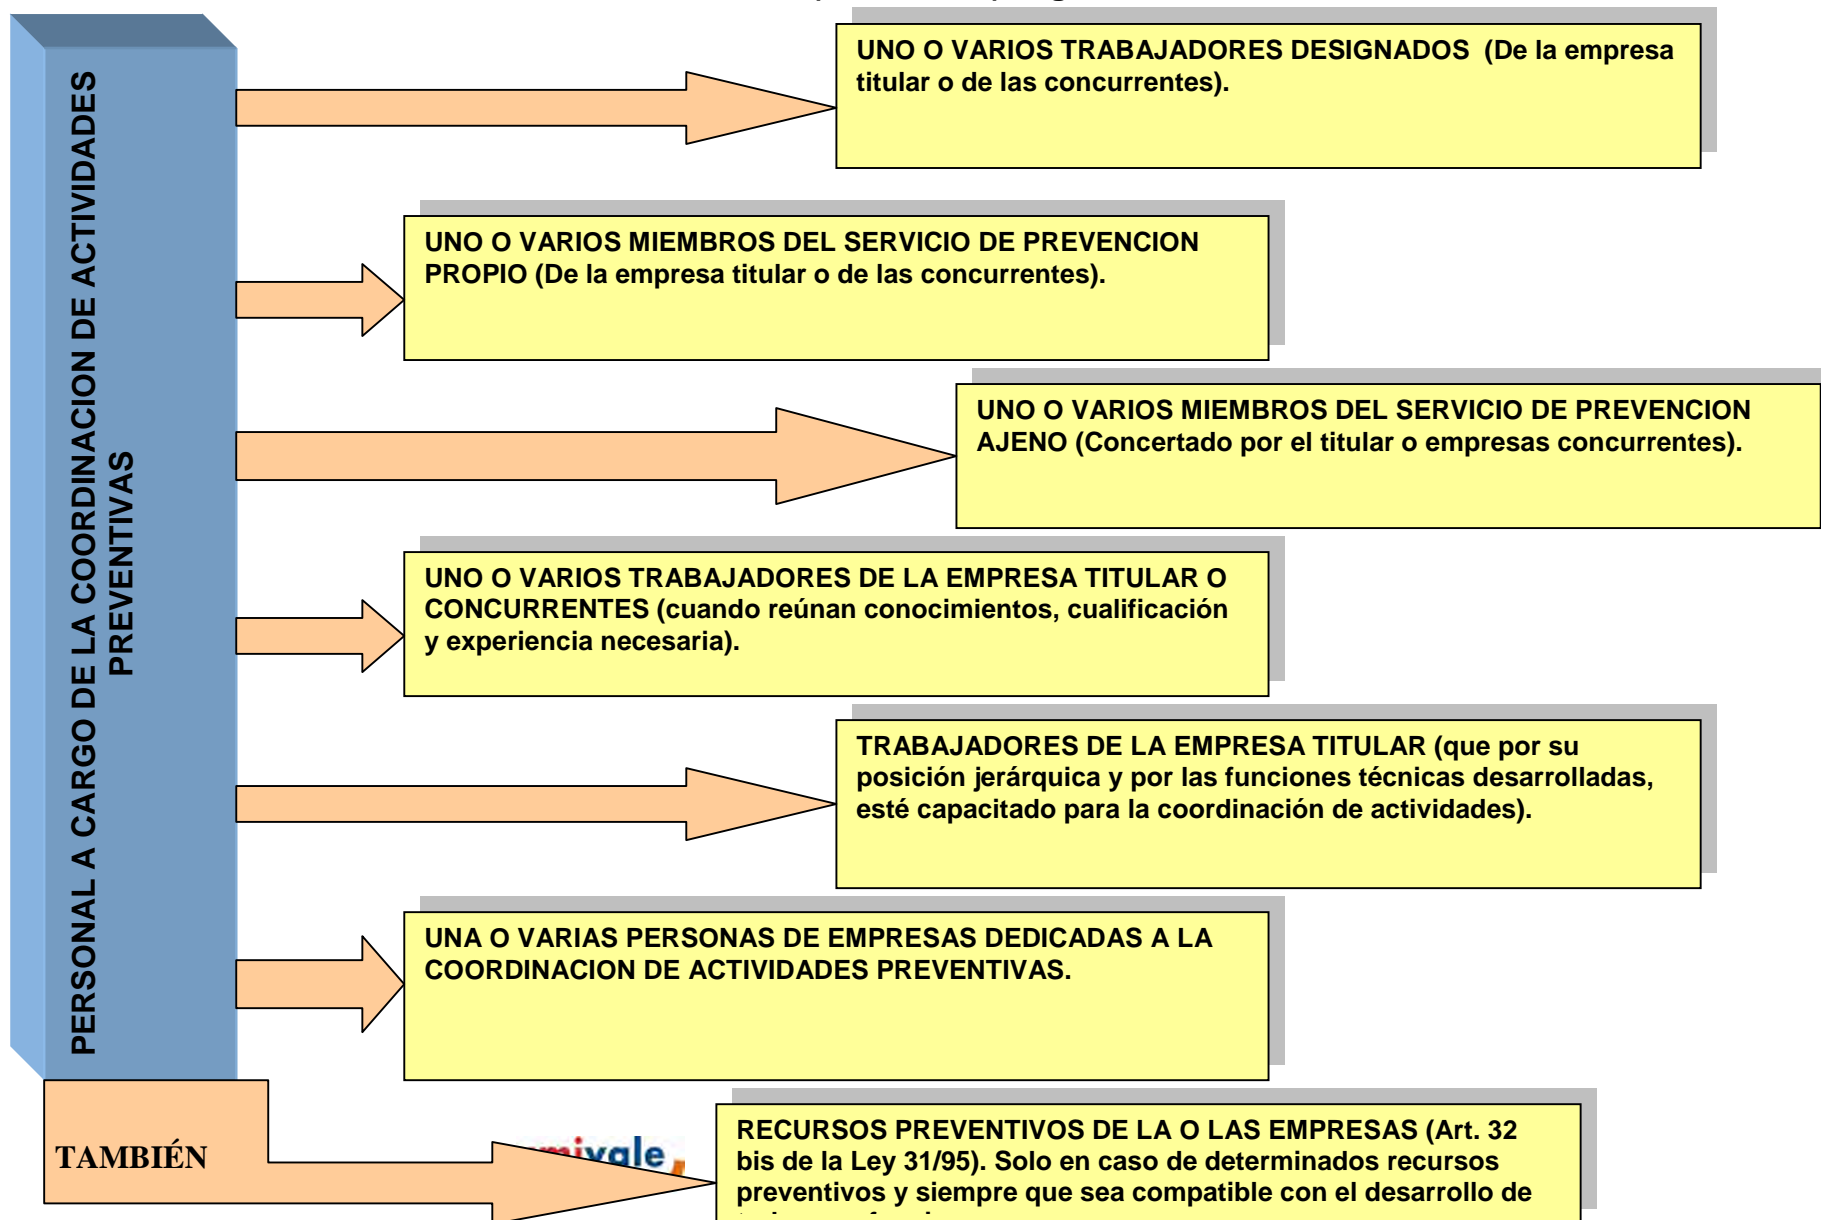 PERSONAL A CARGO DE LA COORDINACION DE ACTIVIDADES
PREVENTIVAS
UNO O VARIOS TRABAJADORES DESIGNADOS (De la empresa
titular o de las concurrentes).
UNO O VARIOS MIEMBROS DEL SERVICIO DE PREVENCION
PROPIO (De la empresa titular o de las concurrentes).
UNO O VARIOS MIEMBROS DEL SERVICIO DE PREVENCION
AJENO (Concertado por el titular o empresas concurrentes).
UNO O VARIOS TRABAJADORES DE LA EMPRESA TITULAR O
CONCURRENTES (cuando reúnan conocimientos, cualificación
y experiencia necesaria).
TRABAJADORES DE LA EMPRESA TITULAR (que por su
posición jerárquica y por las funciones técnicas desarrolladas,
esté capacitado para la coordinación de actividades).
UNA O VARIAS PERSONAS DE EMPRESAS DEDICADAS A LA
COORDINACION DE ACTIVIDADES PREVENTIVAS.
TAMBIÉN
RECURSOS PREVENTIVOS DE LA O LAS EMPRESAS (Art. 32
bis de la Ley 31/95). Solo en caso de determinados recursos
preventivos y siempre que sea compatible con el desarrollo de